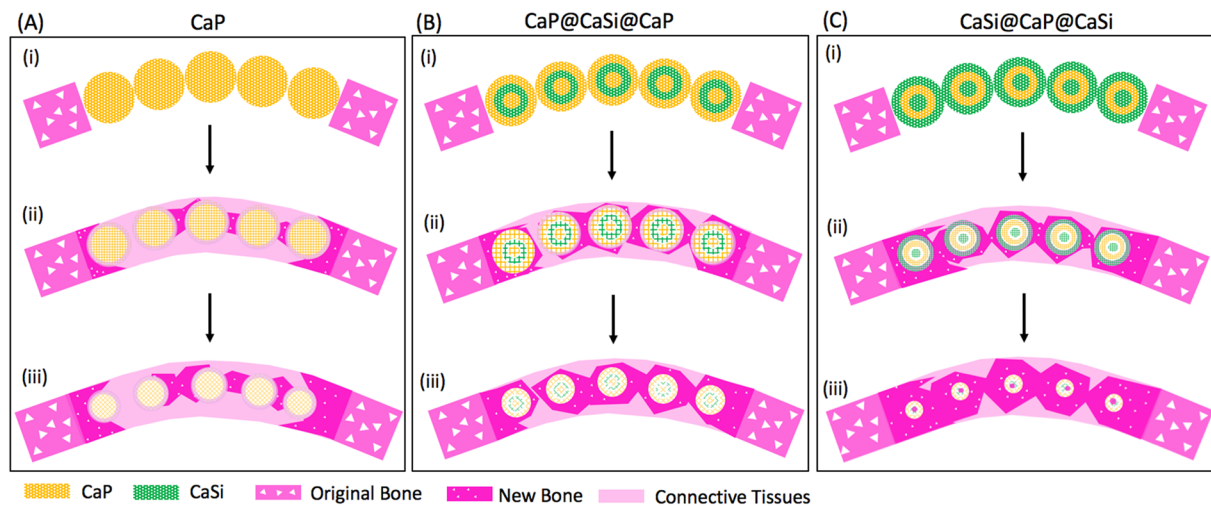 (A) CaP (B) CaP@CaSi@CaP (C) CaSi@CaP@CaSi
(i) (i) (i)
(ii) (ii) (ii)
(iii) (iii) (iii)
CaP CaSi Original Bone New Bone Connective Tissues